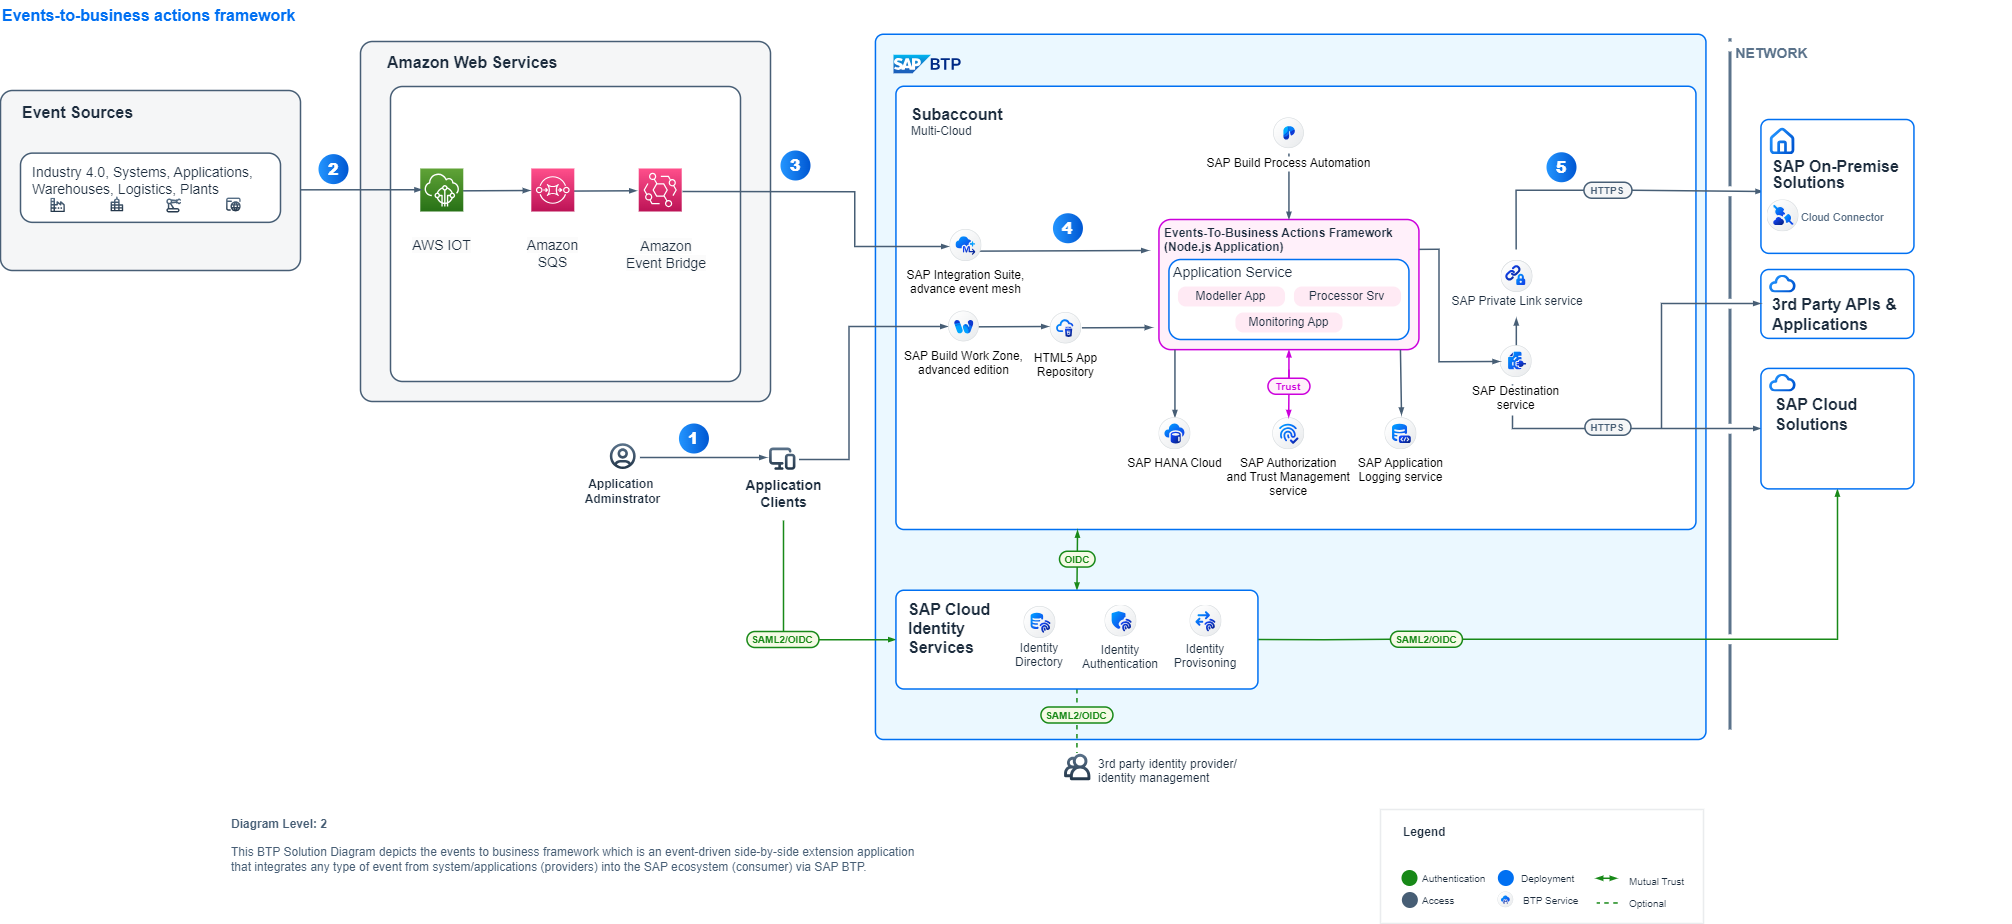 Events-to-business actions framework
Event Sources
Industry 4.0, Systems, Applications,
Warehouses, Logistics, Plants
2
Amazon Web Services
AWS IOT
Amazon
SQS
Amazon
Event Bridge
3
1
Application
Adminstrator
Application
Clients
SAML2/OIDC
SAP BTP
Subaccount
Multi-Cloud
SAP Build Process Automation
4
SAP Integration Suite,
advance event mesh
SAP Build Work Zone,
advanced edition
HTML5 App
Repository
Events-To-Business Actions Framework
(Node.js Application)
Application Service
Modeller App
Processor Srv
Monitoring App
Trust
SAP HANA Cloud
SAP Authorization
and Trust Management
service
SAP Application
Logging service
5
HTTPS
SAP Private Link service
SAP Destination
service
HTTPS
NETWORK
SAP On-Premise
Solutions
Cloud Connector
3rd Party APIs &
Applications
SAP Cloud
Solutions
OIDC
SAP Cloud
Identity
Services
Identity
Directory
Identity
Authentication
Identity
Provisoning
SAML2/OIDC
SAML2/OIDC
3rd party identity provider/
identity management
Diagram Level: 2
This BTP Solution Diagram depicts the events to business framework which is an event-driven side-by-side extension application
that integrates any type of event from system/applications (providers) into the SAP ecosystem (consumer) via SAP BTP.
Legend
Authentication
Deployment
Mutual Trust
Access
BTP Service
Optional